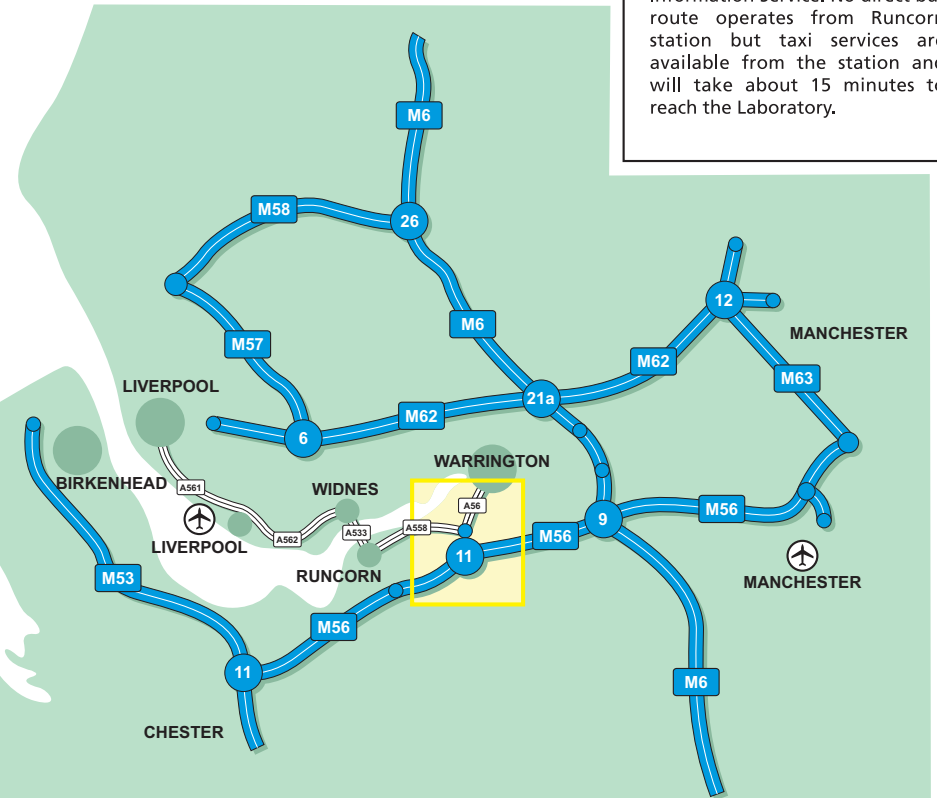 route operates from Runcorn
station but taxi services are
available from the station and
will take about 15 minutes to
reach the Laboratory.
M6
M58
26
12
M6
MANCHESTER
M57
M62
M63
LIVERPOOL
21a
M62
6
WARRINGTON
BIRKENHEAD
A561
WIDNES
A56
M56
9
A533
A558
M56
LIVERPOOL
A562
11
RUNCORN
MANCHESTER
M53
M56
11
M6
CHESTER